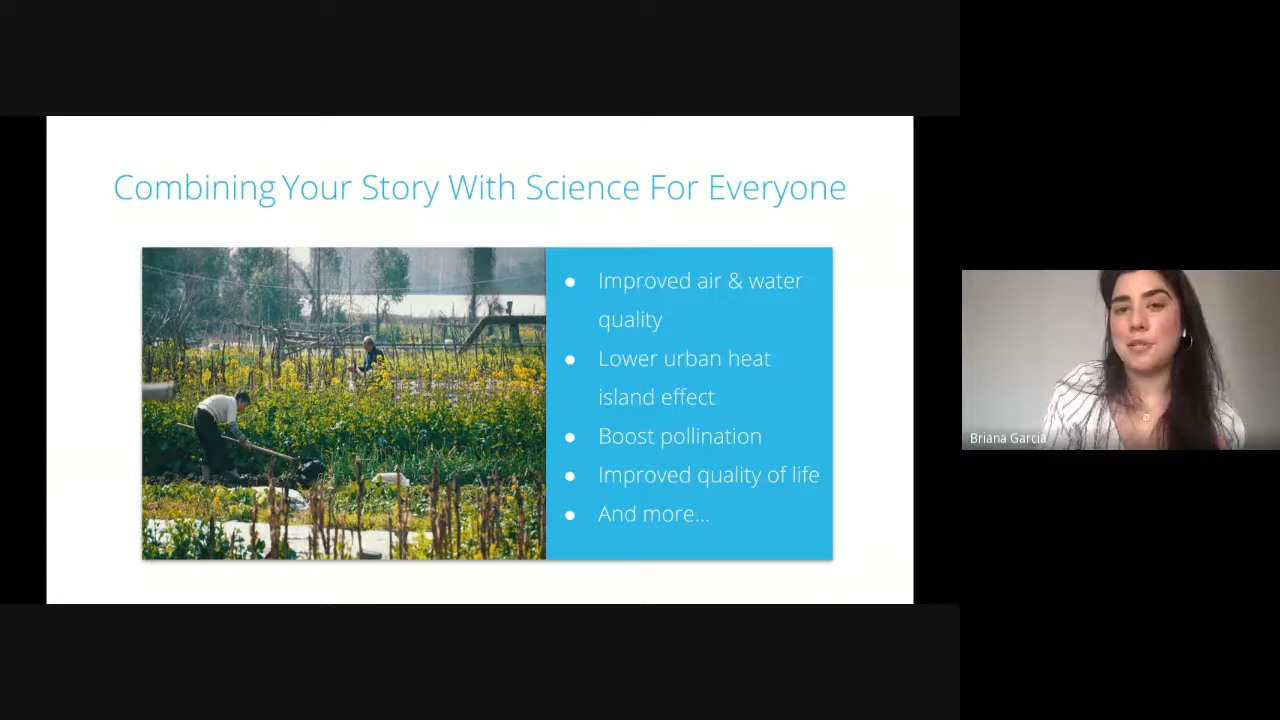 Combining Your Story With Science For Everyone
● Improved air & water
quality
● Lower urban heat
island effect
● Boost pollination
● Improved quality of life
● And more...
Briana Garcia